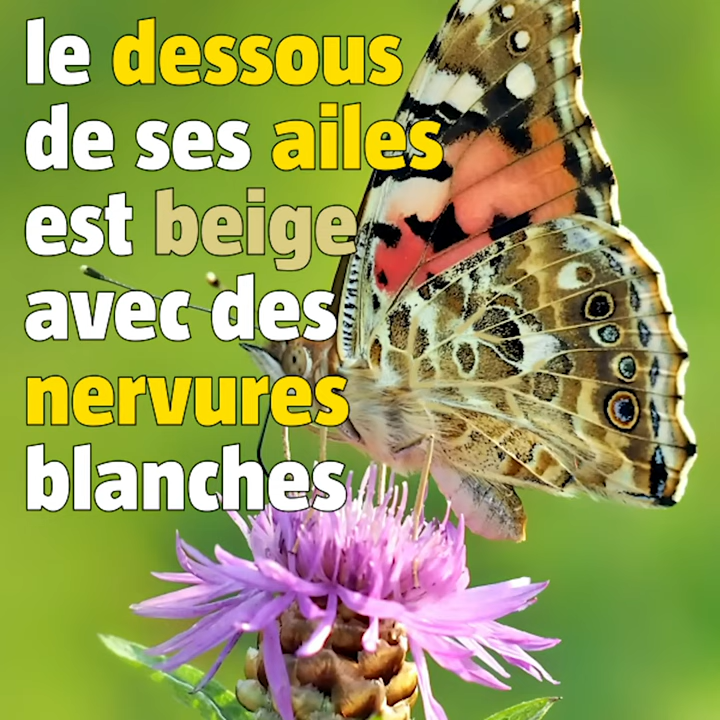 le dessous
de ses ailes
est beige
avec des
nervures
blanches